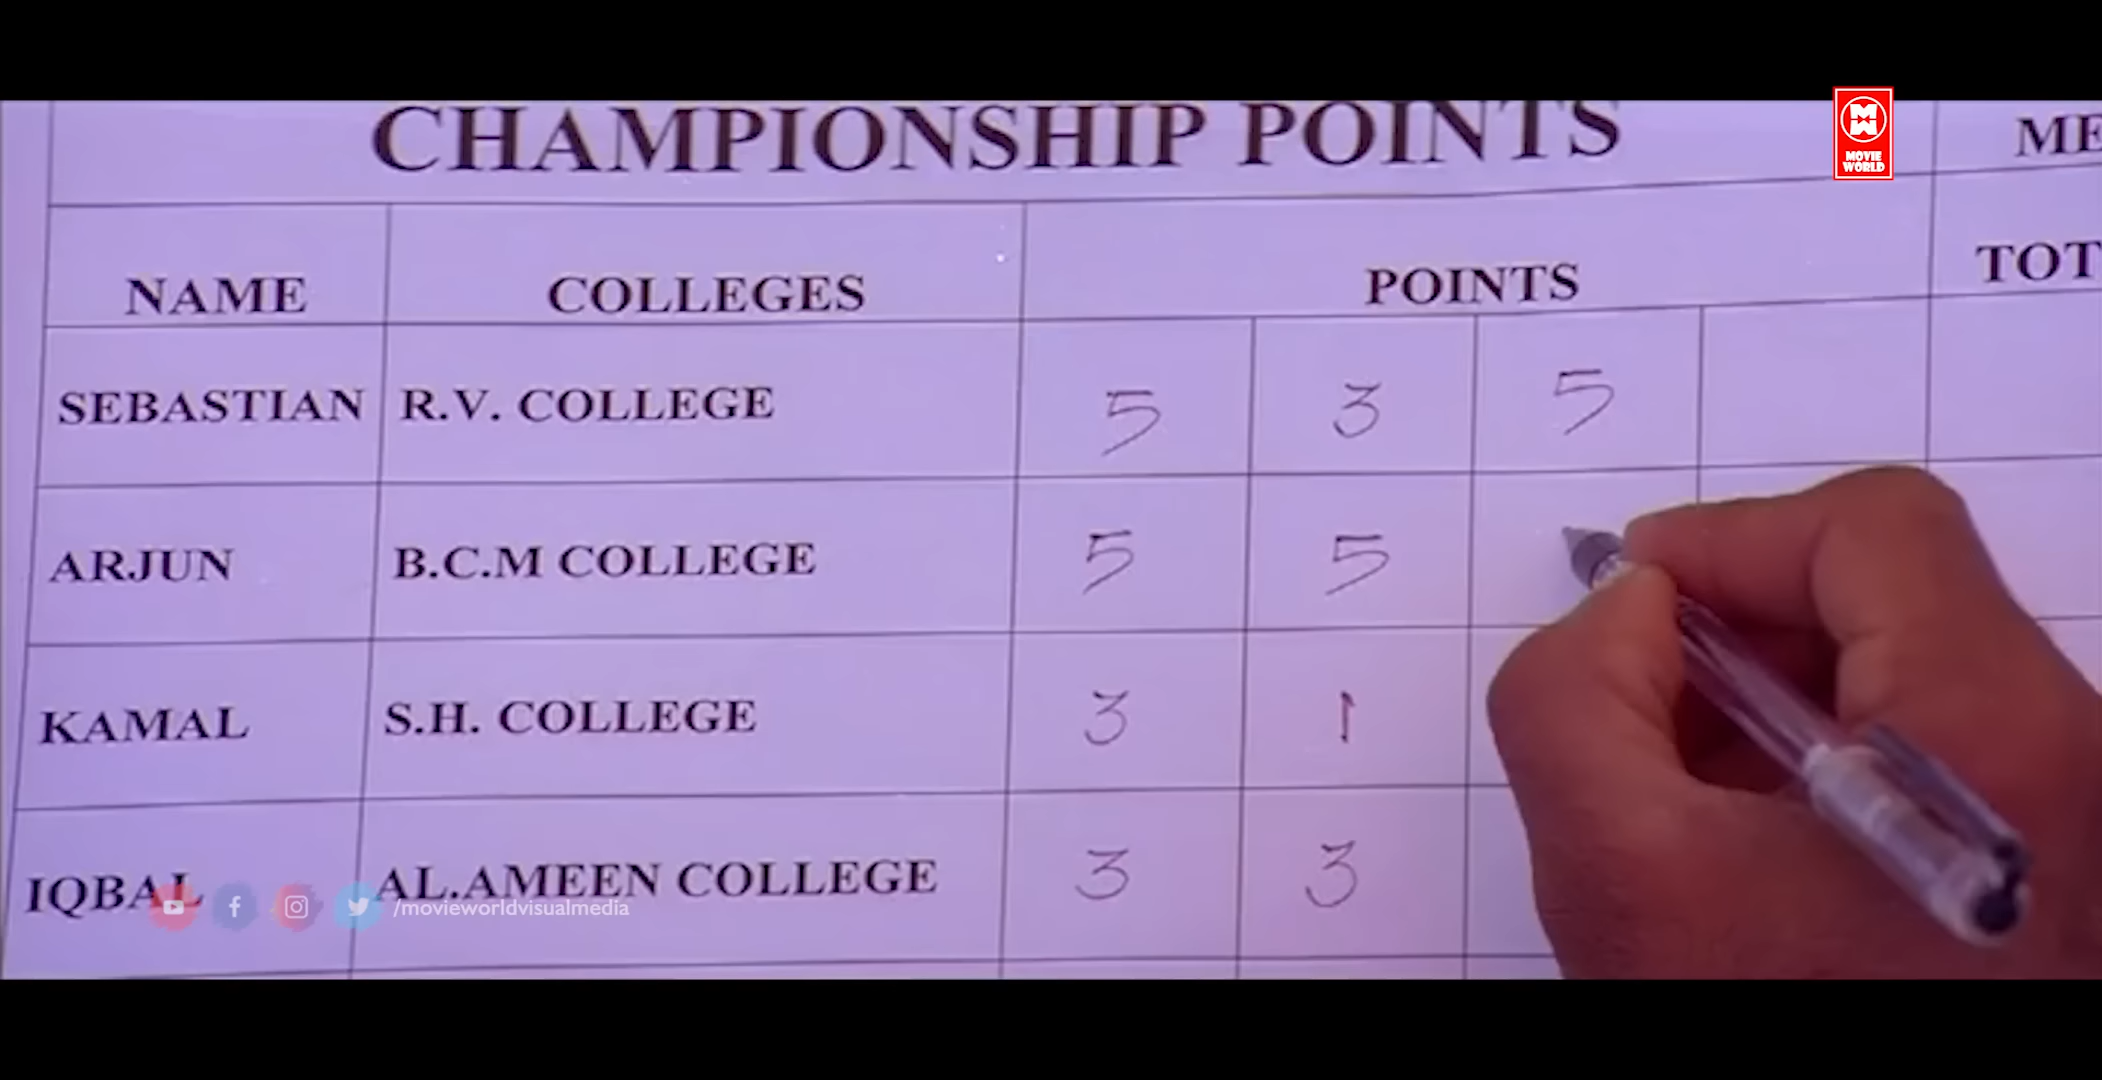 CHAMPIONSHIP POINTS
ME
MOVIE
WORLD
NAME COLLEGES POINTS TOT
SEBASTIAN R.V. COLLEGE 5 3 5
ARJUN B.C.M COLLEGE 5 5
KAMAL S.H. COLLEGE 3 1
IQBAL AL.AMEEN COLLEGE 3 3
/movieworldvisualmedia